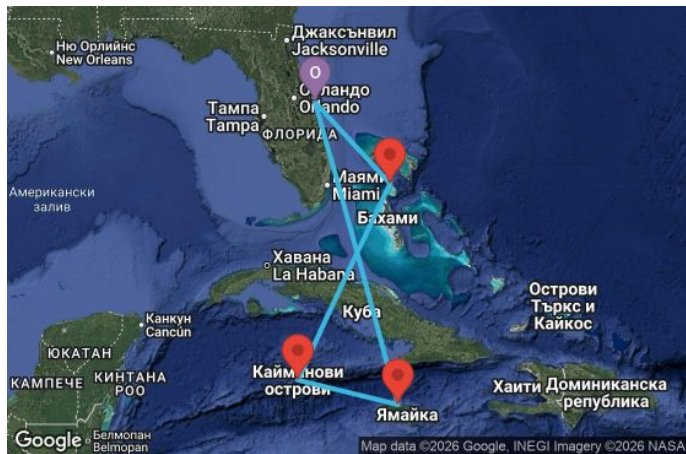 Ню Орлийнс
New Orleans
Джаксънвил
Jacksonville
O
Орландо
Orlando
Тампа
Tampa
ФЛОРИДА
Маями
Miami
Американски
залив
Бахами
Хавана
La Habana
Острови
Търкс и
Кайкос
Куба
Канкун
Cancún
ЮКАТАН
КАМПЕЧЕ
КИНТАНА
РОО
Кайманови
острови
Ямайка
Хаити
Доминиканска
република
Google
Белмопан
Belmopan
Map data ©2026 Google, INEGI Imagery ©2026 NASA